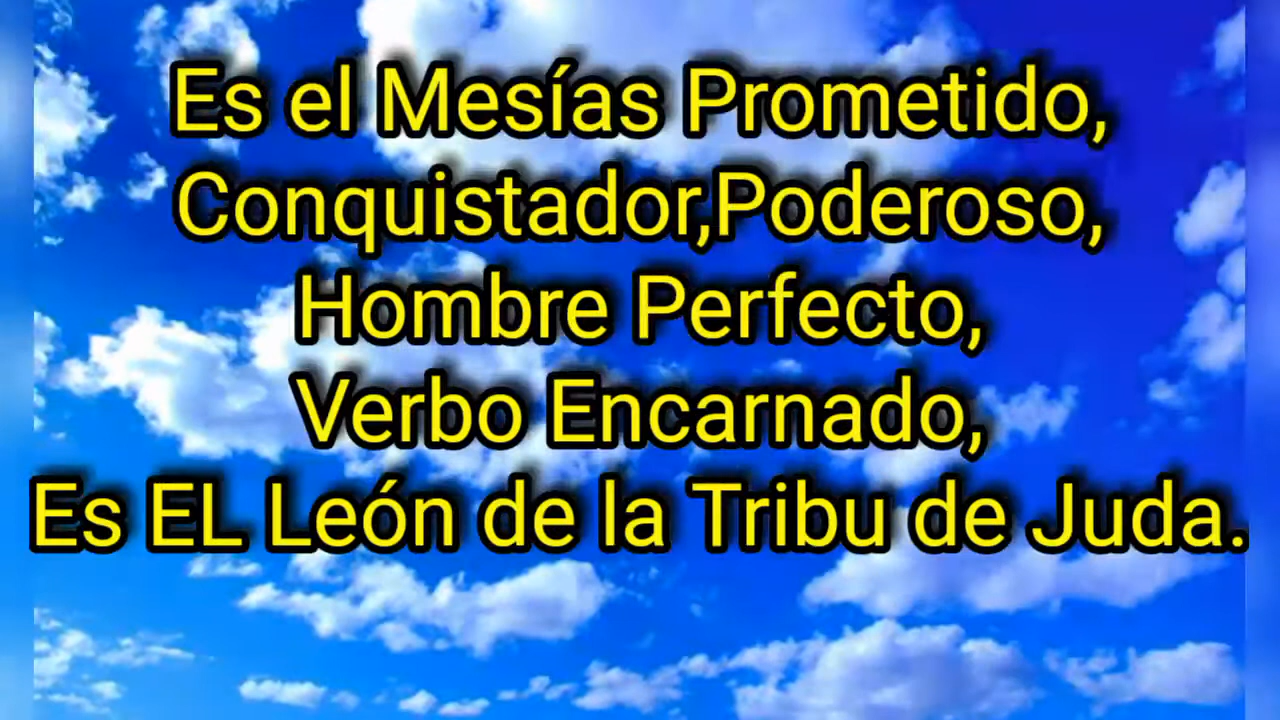 Es el Mesías Prometido,
Conquistador,Poderoso,
Hombre Perfecto,
Verbo Encarnado,
Es EL León de la Tribu de Juda.